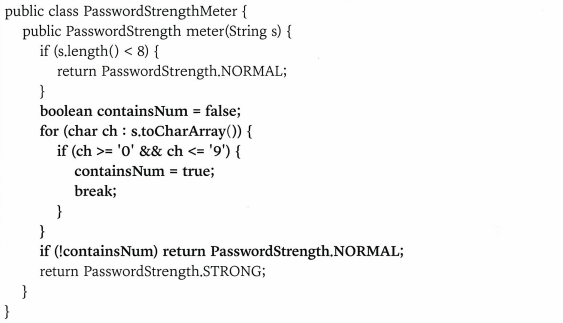 public class PasswordStrengthMeter {
public PasswordStrength meter(String s) {
if (s.length() < 8) {
return PasswordStrength.NORMAL;
}
boolean containsNum = false;
for (char ch : s.toCharArray()) {
if (ch >= '0' && ch <= '9') {
containsNum = true;
break;
}
}
if (!containsNum) return PasswordStrength.NORMAL;
return PasswordStrength.STRONG;
}
}